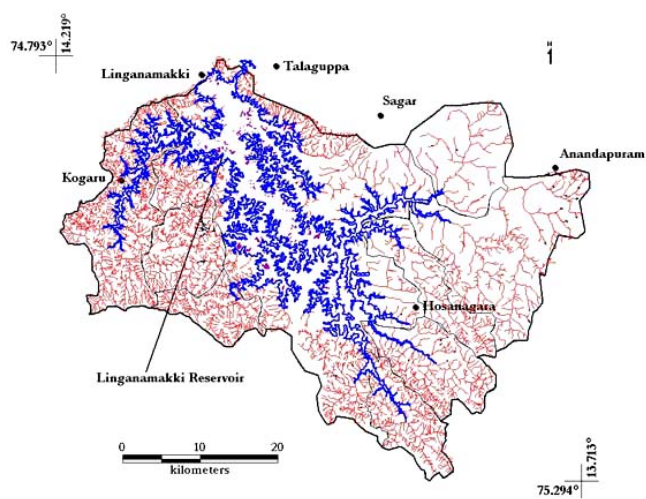 74.793°
14.219°
N
Linganamakki
Talaguppa
Sagar
Anandapuram
Kogaru
Hosanagara
Linganamakki Reservoir
0 10 20
kilometers
13.713°
75.294°